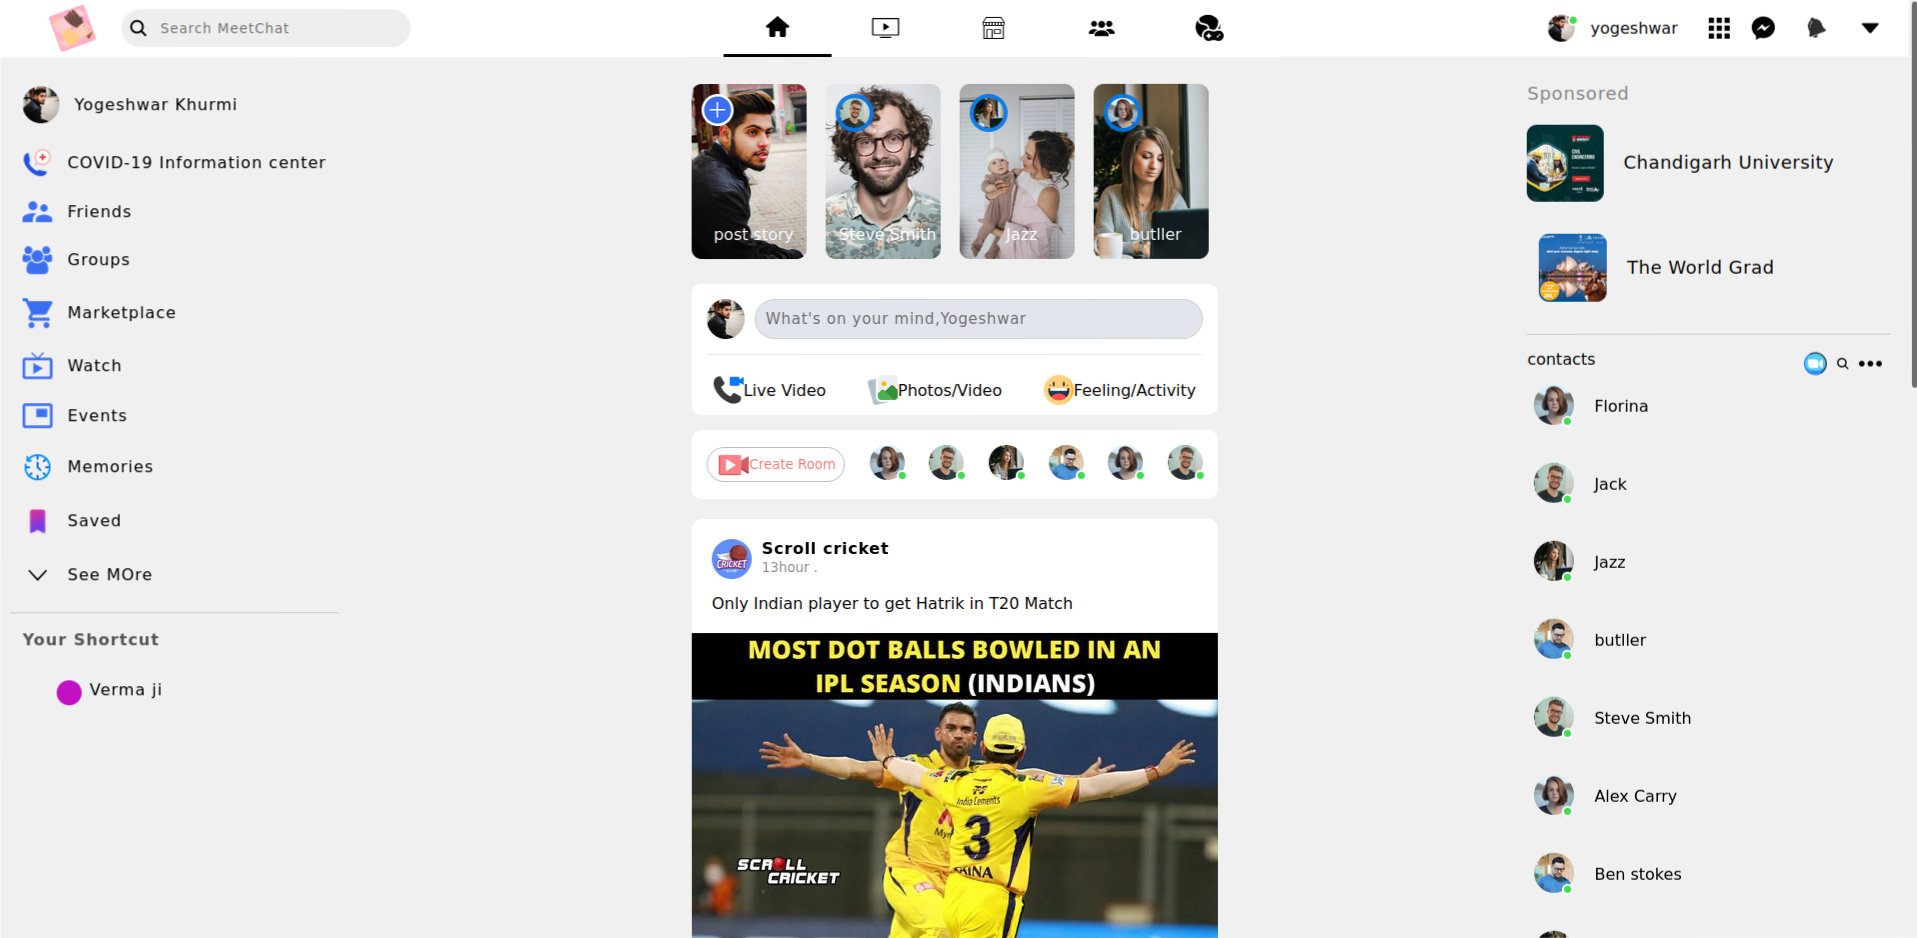 Search MeetChat
yogeshwar
Yogeshwar Khurmi
COVID-19 Information center
Friends
Groups
Marketplace
Watch
Events
Memories
Saved
See MOre
Your Shortcut
Verma ji
post story
Steve Smith
Jazz
butller
What's on your mind,Yogeshwar
Live Video
Photos/Video
Feeling/Activity
Create Room
Scroll cricket
13hour .
Only Indian player to get Hatrik in T20 Match
MOST DOT BALLS BOWLED IN AN
IPL SEASON (INDIANS)
India Cements
3
SCROLL
CRICKET
Sponsored
Chandigarh University
The World Grad
contacts
Florina
Jack
Jazz
butller
Steve Smith
Alex Carry
Ben stokes